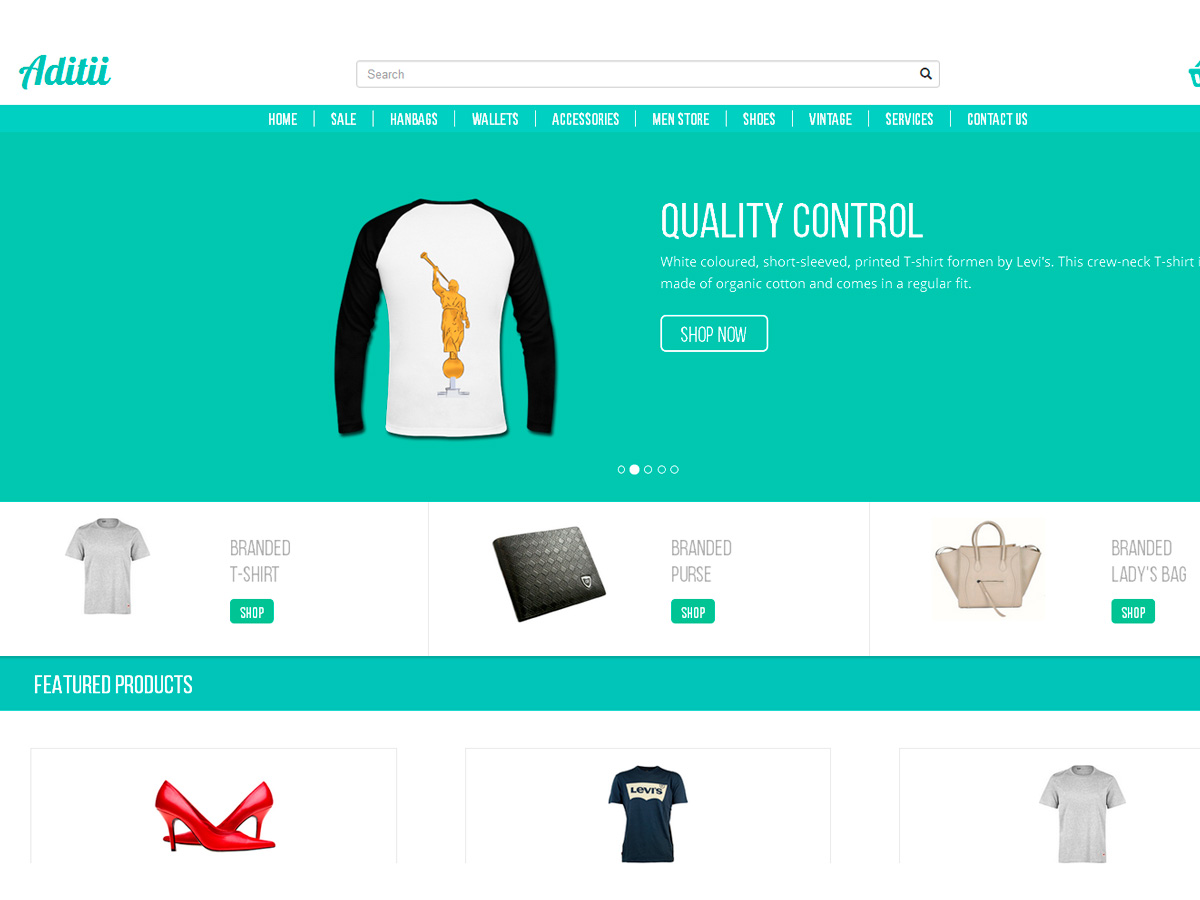 Aditii
Search
HOME SALE HANBAGS WALLETS ACCESSORIES MEN STORE SHOES VINTAGE SERVICES CONTACT US
QUALITY CONTROL
White coloured, short-sleeved, printed T-shirt formen by Levi's. This crew-neck T-shirt
made of organic cotton and comes in a regular fit.
SHOP NOW
BRANDED
T-SHIRT
SHOP
BRANDED
PURSE
SHOP
BRANDED
LADY'S BAG
SHOP
FEATURED PRODUCTS
LEVI'S